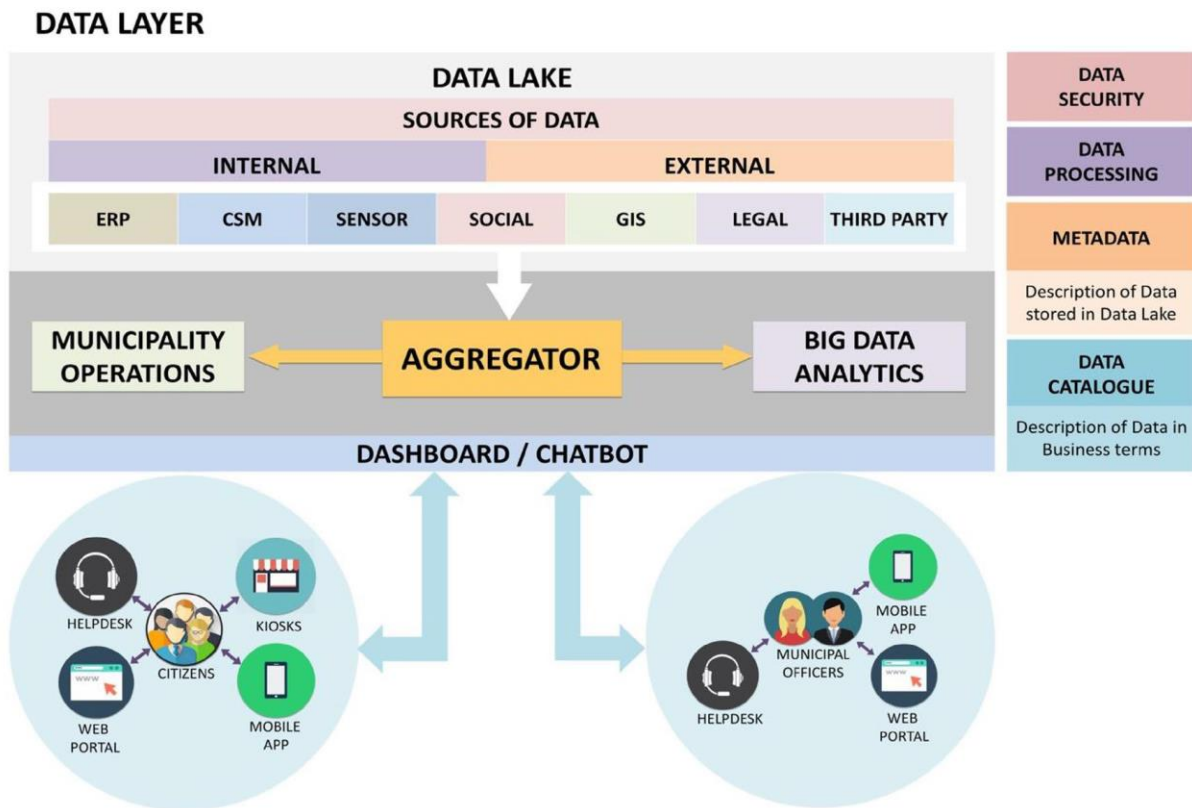 DATA LAYER
DATA LAKE
SOURCES OF DATA
INTERNAL
EXTERNAL
ERP
CSM
SENSOR
SOCIAL
GIS
LEGAL
THIRD PARTY
MUNICIPALITY
OPERATIONS
AGGREGATOR
BIG DATA
ANALYTICS
DASHBOARD / CHATBOT
DATA
SECURITY
DATA
PROCESSING
METADATA
Description of Data
stored in Data Lake
DATA
CATALOGUE
Description of Data in
Business terms
HELPDESK
KIOSKS
CITIZENS
WWW
WEB
PORTAL
MOBILE
APP
MOBILE
APP
MUNICIPAL
OFFICERS
HELPDESK
WWW
WEB
PORTAL